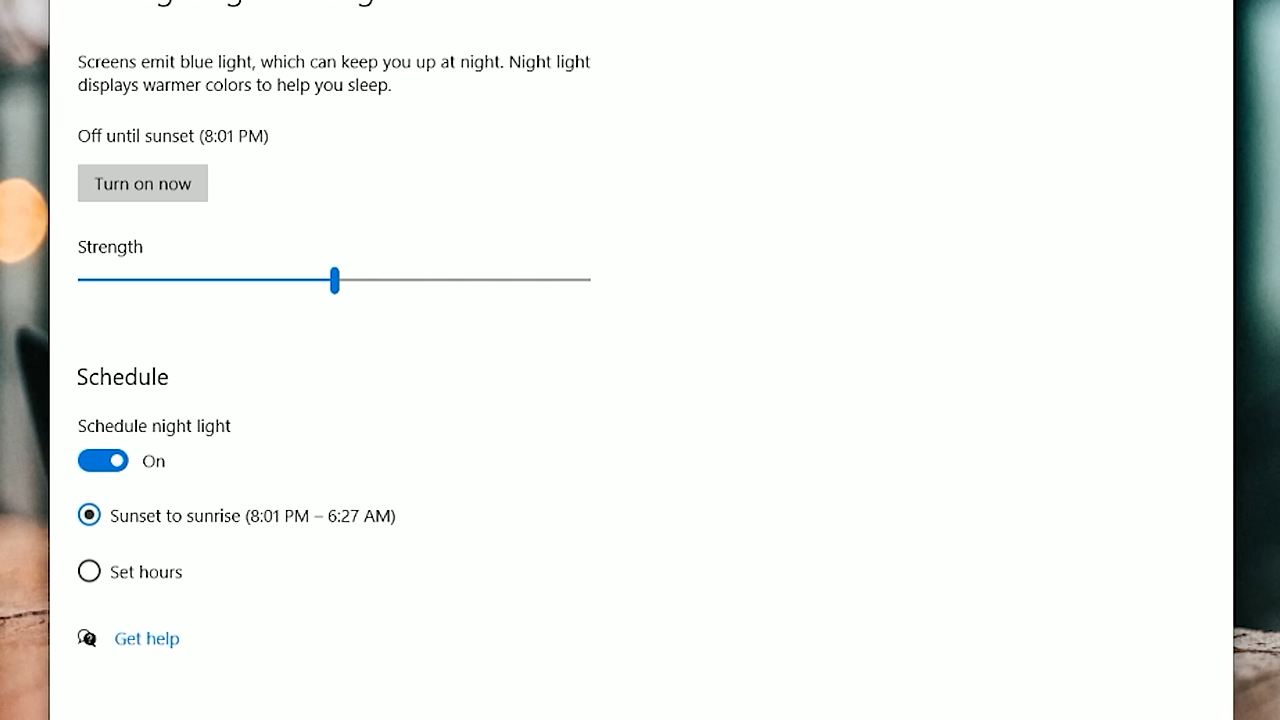 Screens emit blue light, which can keep you up at night. Night light
displays warmer colors to help you sleep.
Off until sunset (8:01 PM)
Turn on now
Strength
Schedule
Schedule night light
On
Sunset to sunrise (8:01 PM – 6:27 AM)
Set hours
Get help